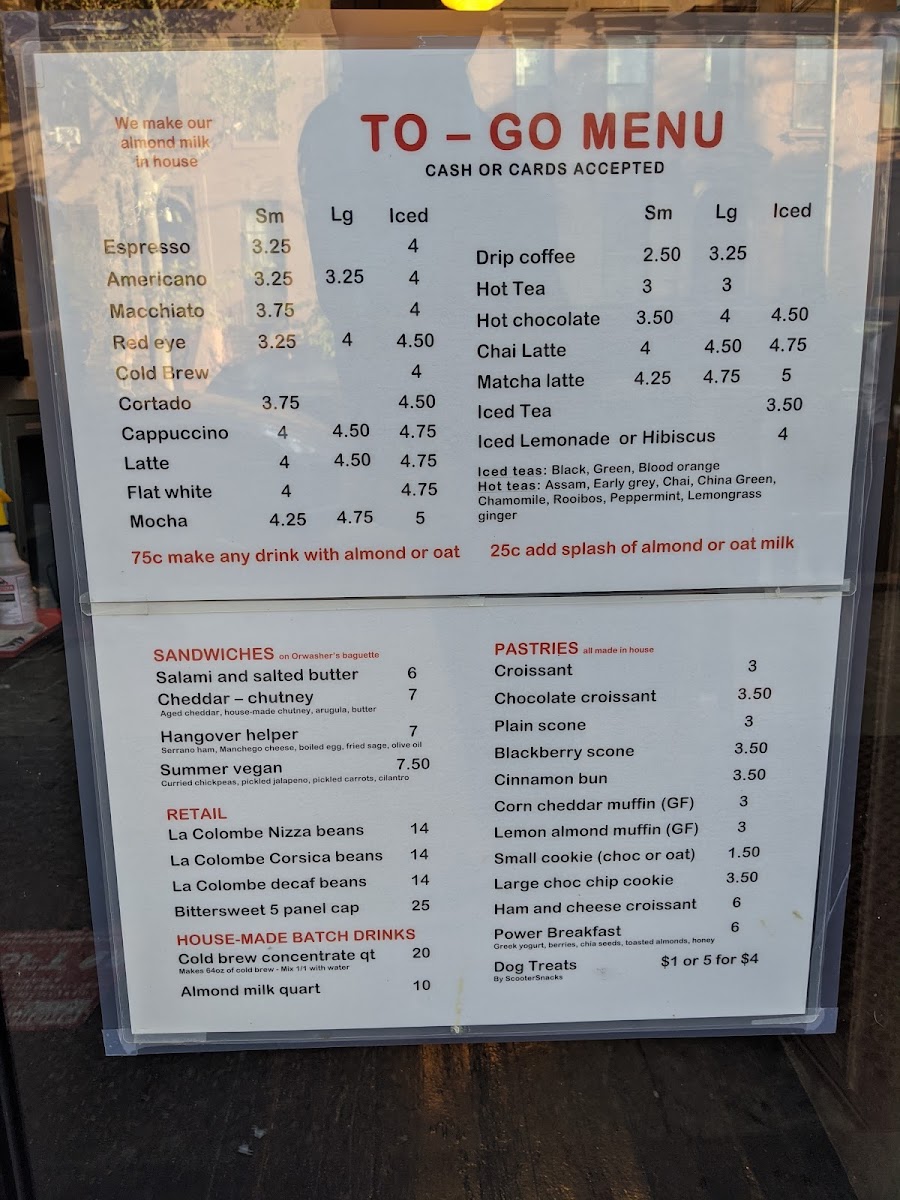 We make our
almond milk
in house
TO – GO MENU
CASH OR CARDS ACCEPTED
Sm Lg Iced
Espresso 3.25 4
Americano 3.25 3.25 4
Macchiato 3.75 4
Red eye 3.25 4 4.50
Cold Brew 4
Cortado 3.75 4.50
Cappuccino 4 4.50 4.75
Latte 4 4.50 4.75
Flat white 4 4.75
Mocha 4.25 4.75 5
75c make any drink with almond or oat
Sm Lg Iced
Drip coffee 2.50 3.25
Hot Tea 3 3
Hot chocolate 3.50 4 4.50
Chai Latte 4 4.50 4.75
Matcha latte 4.25 4.75 5
Iced Tea 3.50
Iced Lemonade or Hibiscus 4
Iced teas: Black, Green, Blood orange
Hot teas: Assam, Early grey, Chai, China Green,
Chamomile, Rooibos, Peppermint, Lemongrass
ginger
25c add splash of almond or oat milk
SANDWICHES on Orwasher's baguette
Salami and salted butter 6
Cheddar – chutney 7
Aged cheddar, house-made chutney, arugula, butter
Hangover helper 7
Serrano ham, Manchego cheese, boiled egg, fried sage, olive oil
Summer vegan 7.50
Curried chickpeas, pickled jalapeno, pickled carrots, cilantro
RETAIL
La Colombe Nizza beans 14
La Colombe Corsica beans 14
La Colombe decaf beans 14
Bittersweet 5 panel cap 25
HOUSE-MADE BATCH DRINKS
Cold brew concentrate qt 20
Makes 64oz of cold brew - Mix 1/1 with water
Almond milk quart 10
PASTRIES all made in house
Croissant 3
Chocolate croissant 3.50
Plain scone 3
Blackberry scone 3.50
Cinnamon bun 3.50
Corn cheddar muffin (GF) 3
Lemon almond muffin (GF) 3
Small cookie (choc or oat) 1.50
Large choc chip cookie 3.50
Ham and cheese croissant 6
Power Breakfast 6
Greek yogurt, berries, chia seeds, toasted almonds, honey
Dog Treats $1 or 5 for $4
By ScooterSnacks